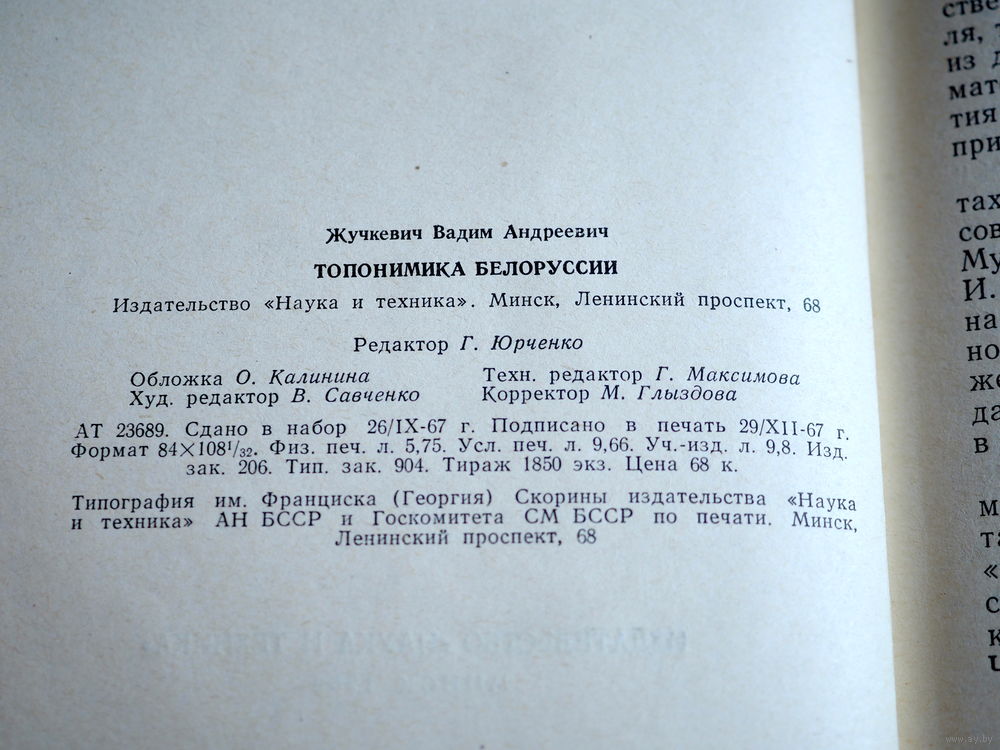 Жучкевич Вадим Андреевич
ТОПОНИМИКА БЕЛОРУССИИ
Издательство «Наука и техника». Минск, Ленинский проспект, 68
Редактор Г. Юрченко
Обложка О. Калинина
Худ. редактор В. Савченко
Техн. редактор Г. Максимова
Корректор М. Глыздова
АТ 23689. Сдано в набор 26/IX-67 г. Подписано в печать 29/XII-67 г.
Формат 84×108¹/₃₂. Физ. печ. л. 5,75. Усл. печ. л. 9,66. Уч.-изд. л. 9,8. Изд.
зак. 206. Тип. зак. 904. Тираж 1850 экз. Цена 68 к.
Типография им. Франциска (Георгия) Скорины издательства «Наука
и техника» АН БССР и Госкомитета СМ БССР по печати. Минск,
Ленинский проспект, 68
ля,
из
мат
тия
при
тах
сов
Му
И.
на
но
же
да
в
www.ay.by